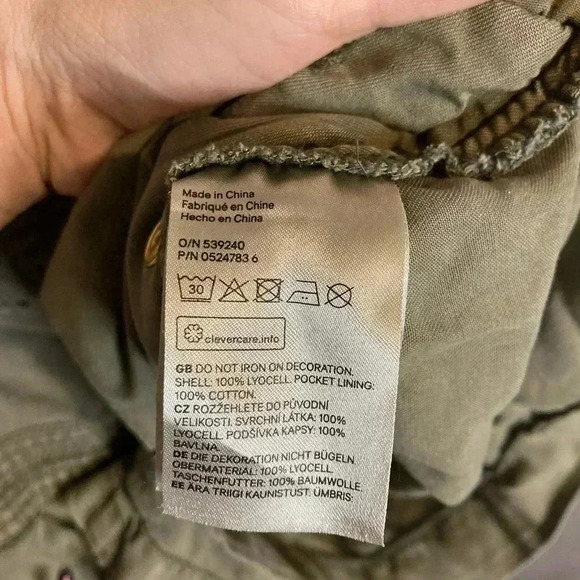 Made in China
Fabriqué en Chine
Hecho en China
O/N 539240
P/N 0524783 6
30
clevercare.info
GB DO NOT IRON ON DECORATION.
SHELL: 100% LYOCELL. POCKET LINING:
100% COTTON.
CZ ROZŽEHLETE DO PŮVODNÍ
VELIKOSTI. SVRCHNÍ LÁTKA: 100%
LYOCELL. PODŠÍVKA KAPSY: 100%
BAVLNA.
DE DIE DEKORATION NICHT BÜGELN
OBERMATERIAL: 100% LYOCELL.
TASCHENFUTTER: 100% BAUMWOLLE.
EE ÄRA TRIIGI KAUNISTUST. ÜMBRIS: